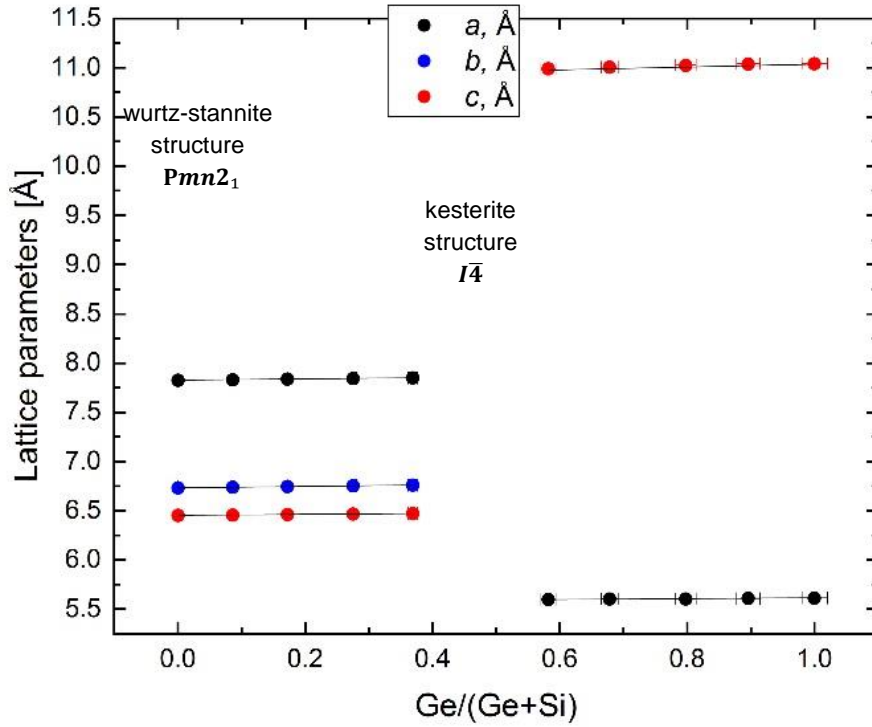 a, Å
b, Å
c, Å
wurtz-stannite
structure
Pmn2₁
kesterite
structure
I4̅
Lattice parameters [Å]
11.5
11.0
10.5
10.0
9.5
9.0
8.5
8.0
7.5
7.0
6.5
6.0
5.5
0.0 0.2 0.4 0.6 0.8 1.0
Ge/(Ge+Si)